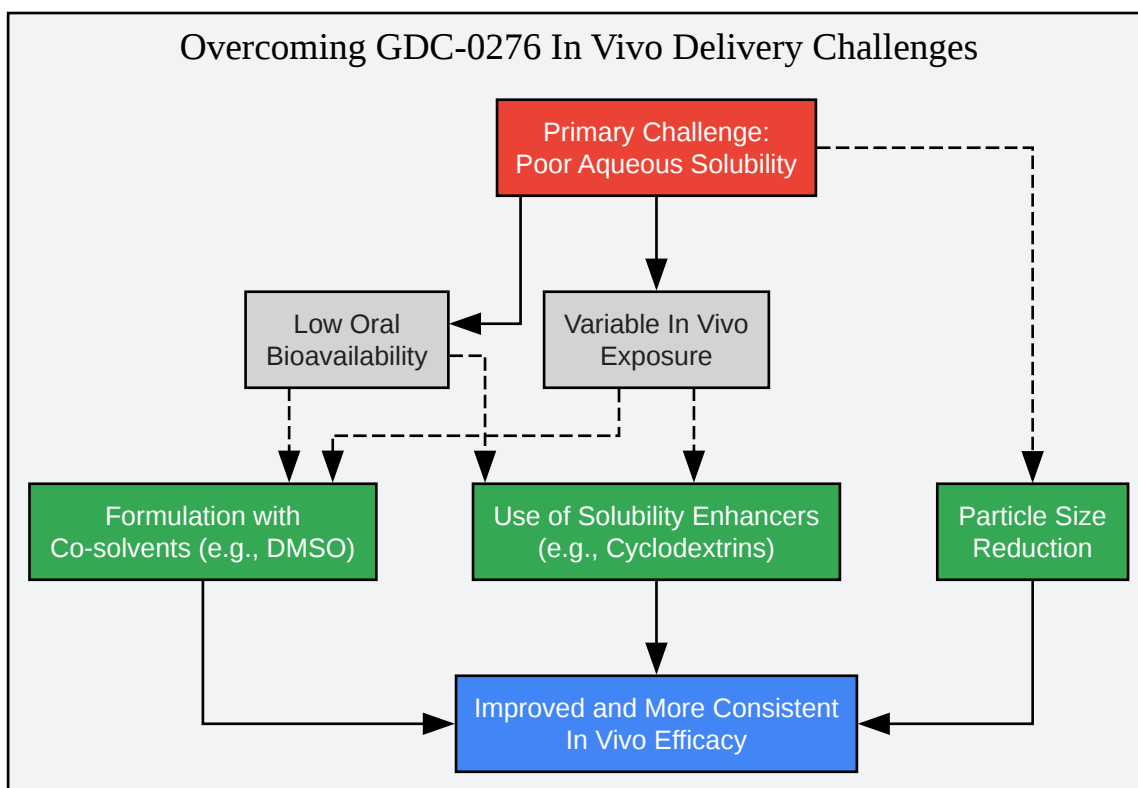 Overcoming GDC-0276 In Vivo Delivery Challenges
Primary Challenge:
Poor Aqueous Solubility
Low Oral
Bioavailability
Variable In Vivo
Exposure
Formulation with
Co-solvents (e.g., DMSO)
Use of Solubility Enhancers
(e.g., Cyclodextrins)
Particle Size
Reduction
Improved and More Consistent
In Vivo Efficacy